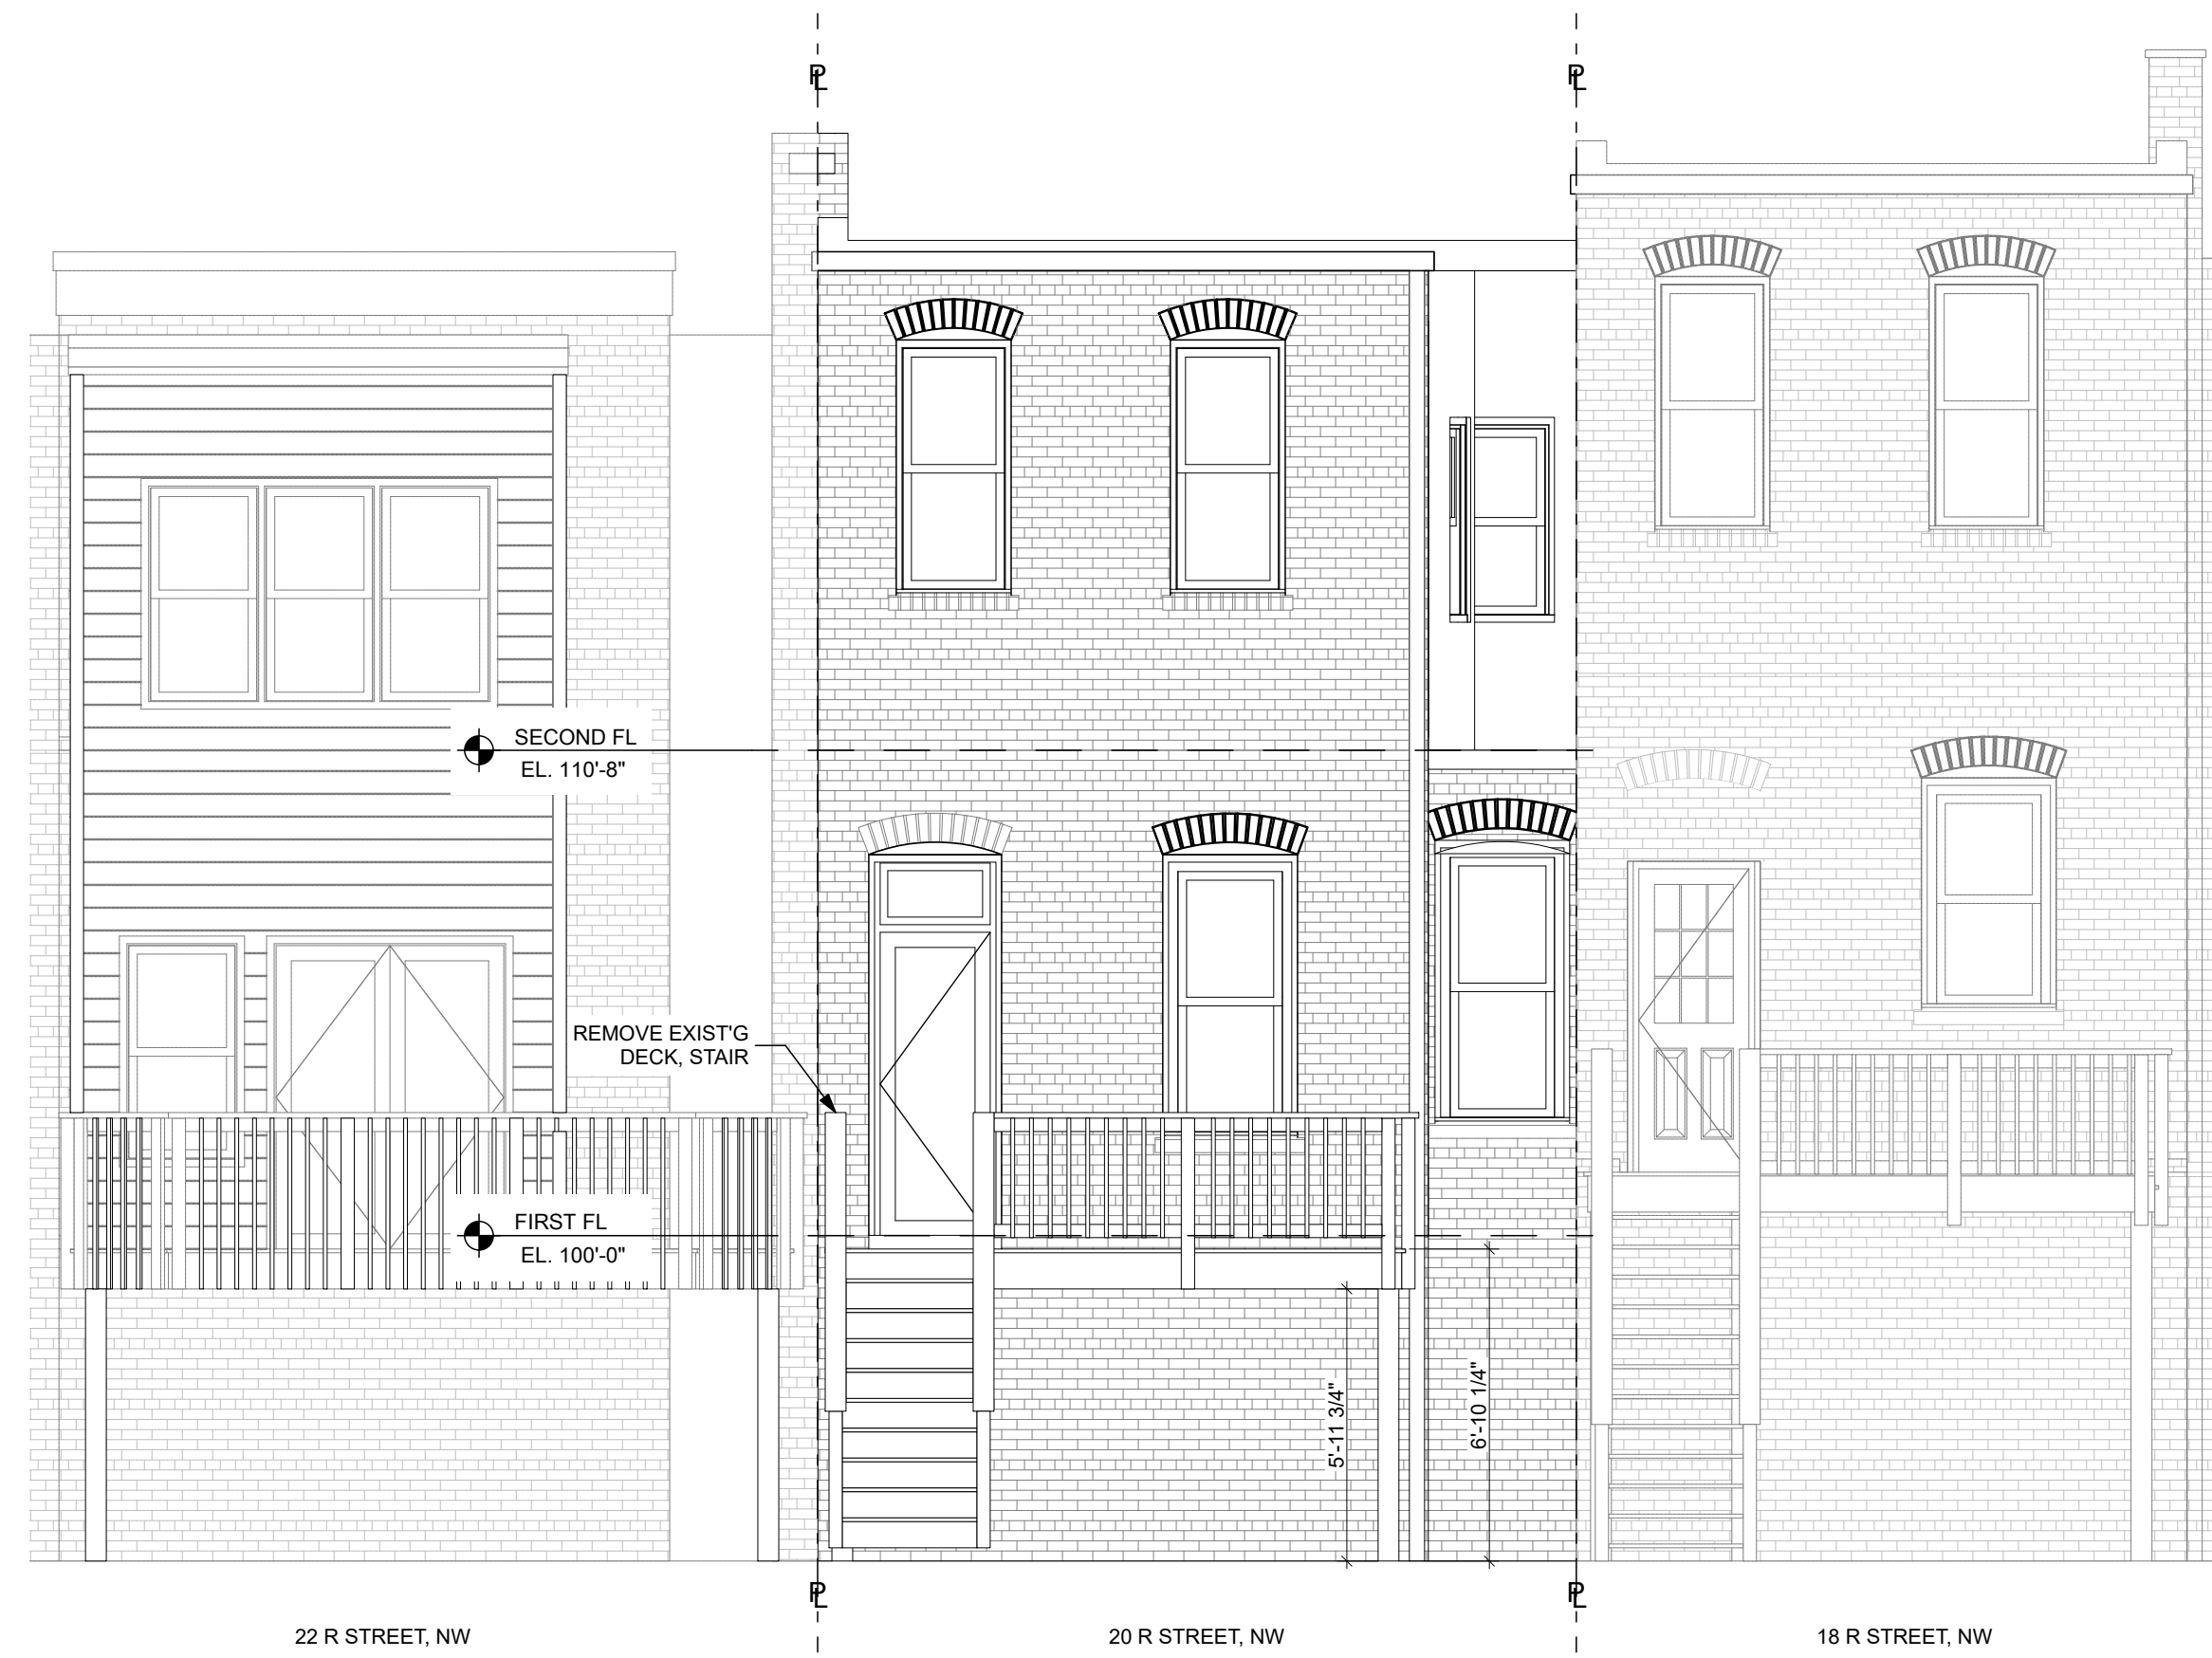 PL
PL
SECOND FL
EL. 110'-8"
REMOVE EXIST'G
DECK, STAIR
FIRST FL
EL. 100'-0"
5'-11 3/4"
6'-10 1/4"
PL
PL
22 R STREET, NW
20 R STREET, NW
18 R STREET, NW